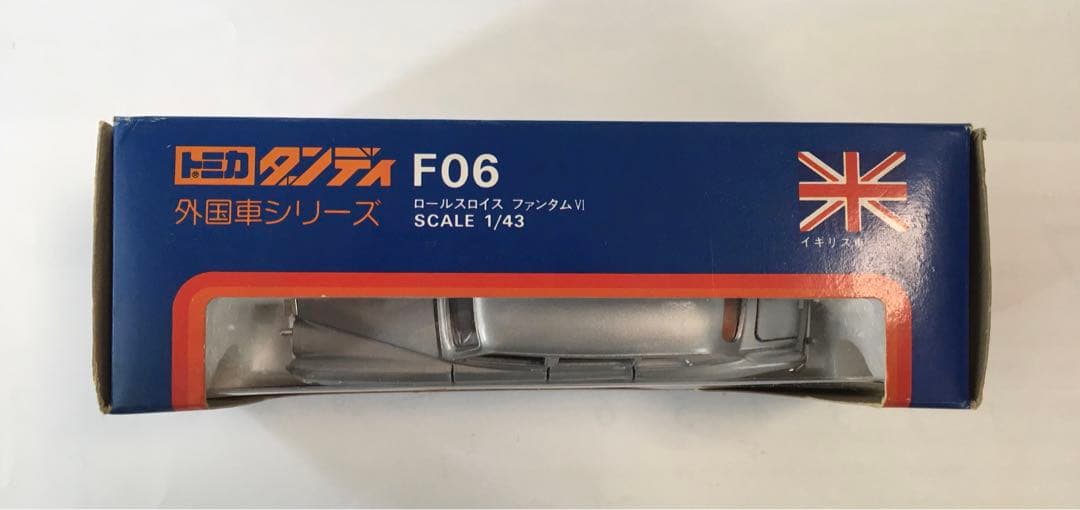 トミカ® ダンディ F06
外国車シリーズ
ロールスロイス ファンタムⅥ
SCALE 1/43
イギリス車